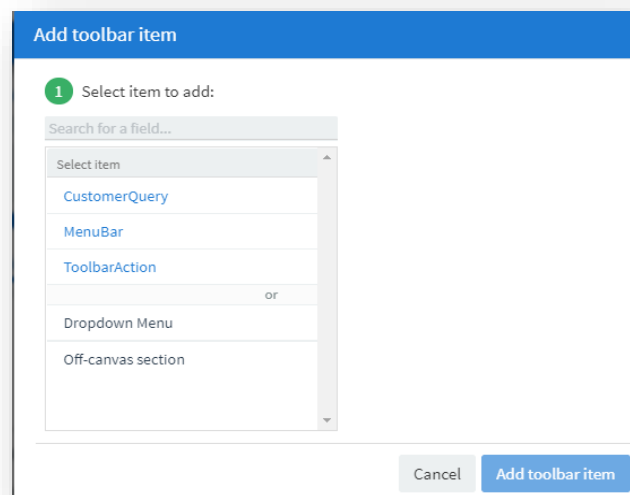 Add toolbar item
1 Select item to add:
Search for a field...
Select item
CustomerQuery
MenuBar
ToolbarAction
or
Dropdown Menu
Off-canvas section
Cancel Add toolbar item